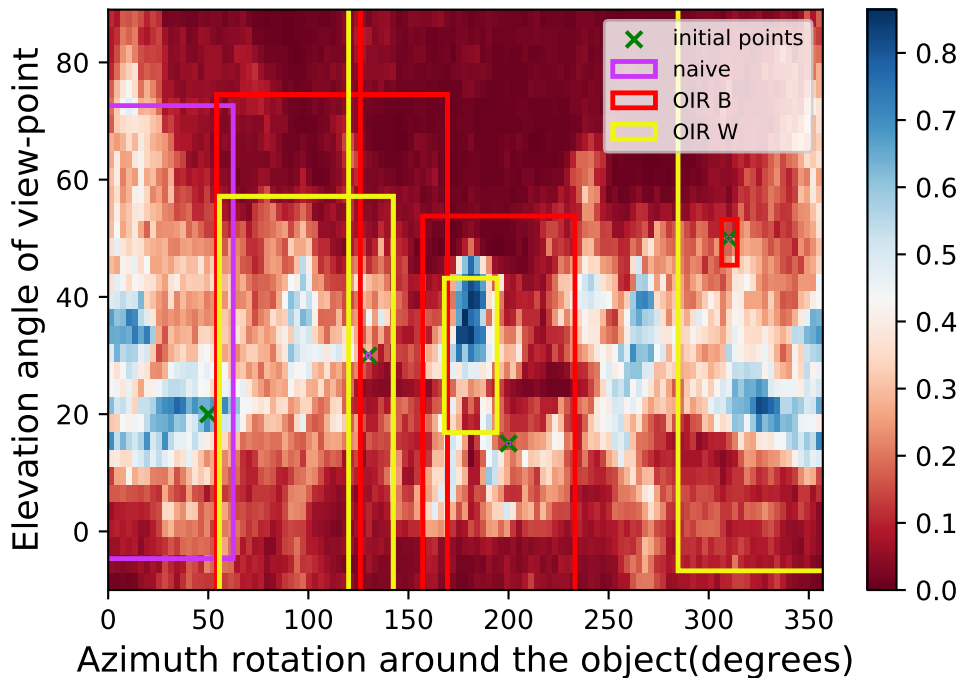 Elevation angle of view-point
80
60
40
20
0
0 50 100 150 200 250 300 350
Azimuth rotation around the object(degrees)
initial points
naive
OIR B
OIR W
0.8
0.7
0.6
0.5
0.4
0.3
0.2
0.1
0.0